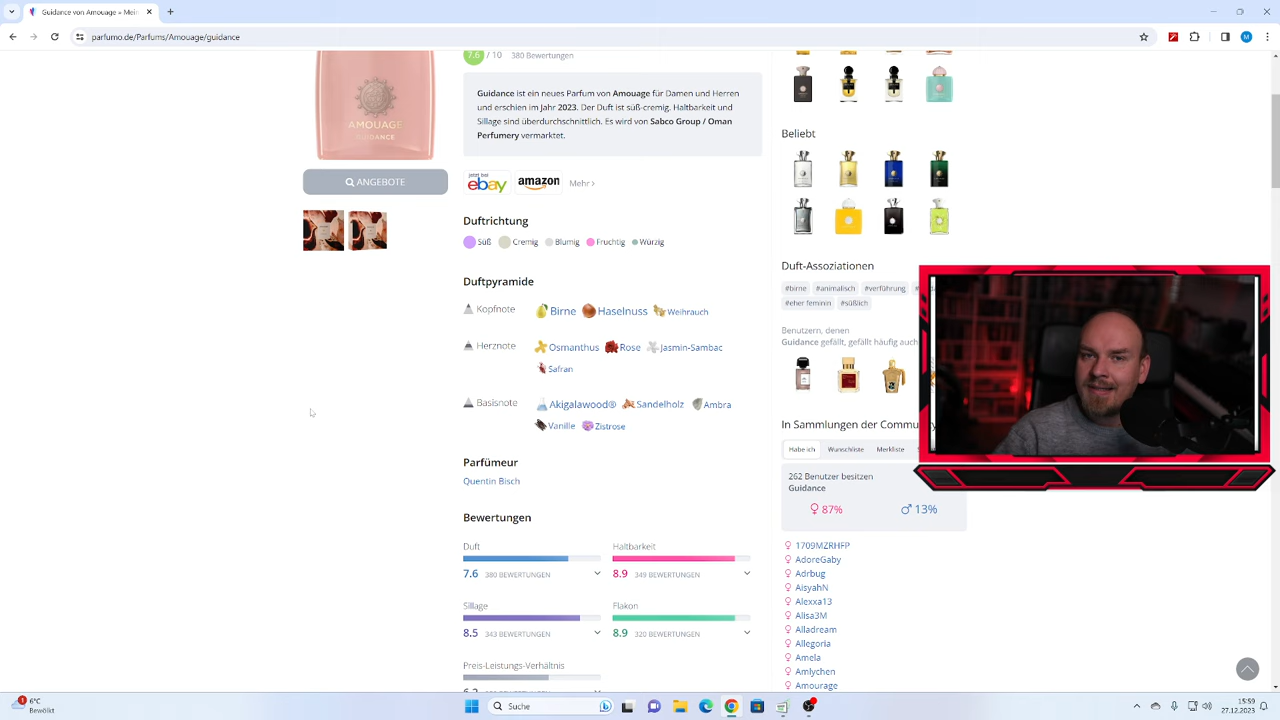 Guidance von Amouage » Mein
M
parfumo.de/Parfums/Amouage/guidance
AMOUAGE
GUIDANCE
ANGEBOTE
7.6 / 10 380 Bewertungen
Guidance ist ein neues Parfum von Amouage für Damen und Herren
und erschien im Jahr 2023. Der Duft ist süß-cremig. Haltbarkeit und
Sillage sind überdurchschnittlich. Es wird von Sabco Group / Oman
Perfumery vermarktet.
jetzt bei
ebay
amazon
Mehr ›
Duftrichtung
Süß Cremig Blumig Fruchtig Würzig
Duftpyramide
Kopfnote Birne Haselnuss Weihrauch
Herznote Osmanthus Rose Jasmin-Sambac
Safran
Basisnote Akigalawood® Sandelholz Ambra
Vanille Zistrose
Parfümeur
Quentin Bisch
Bewertungen
Duft Haltbarkeit
7.6 380 BEWERTUNGEN 8.9 349 BEWERTUNGEN
Sillage Flakon
8.5 343 BEWERTUNGEN 8.9 320 BEWERTUNGEN
Preis-Leistungs-Verhältnis
Beliebt
Duft-Assoziationen
#birne #animalisch #verführung
#eher feminin #süßlich
Benutzern, denen
Guidance gefällt, gefällt häufig auch
In Sammlungen der
Habe ich Wunschliste Merkliste
262 Benutzer besitzen
Guidance
♀ 87% ♂ 13%
1709MZRHFP
AdoreGaby
Adrbug
AisyahN
Alexxa13
Alisa3M
Alladream
Allegoria
Amela
Amlychen
Amourage
1
6°C
Bewölkt
Suche
15:59
27.12.2023